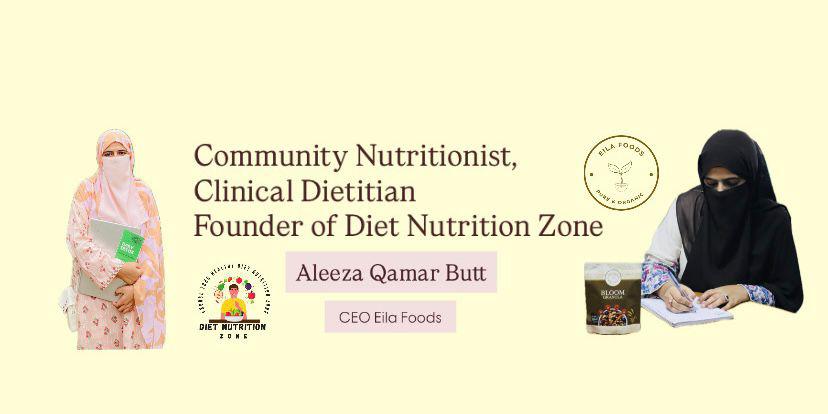 Community Nutritionist,
Clinical Dietitian
Founder of Diet Nutrition Zone
Aleeza Qamar Butt
CEO Eila Foods
EILA FOODS
PURE & ORGANIC
DIET NUTRITION
ZONE
BLOOM
GRANOLA